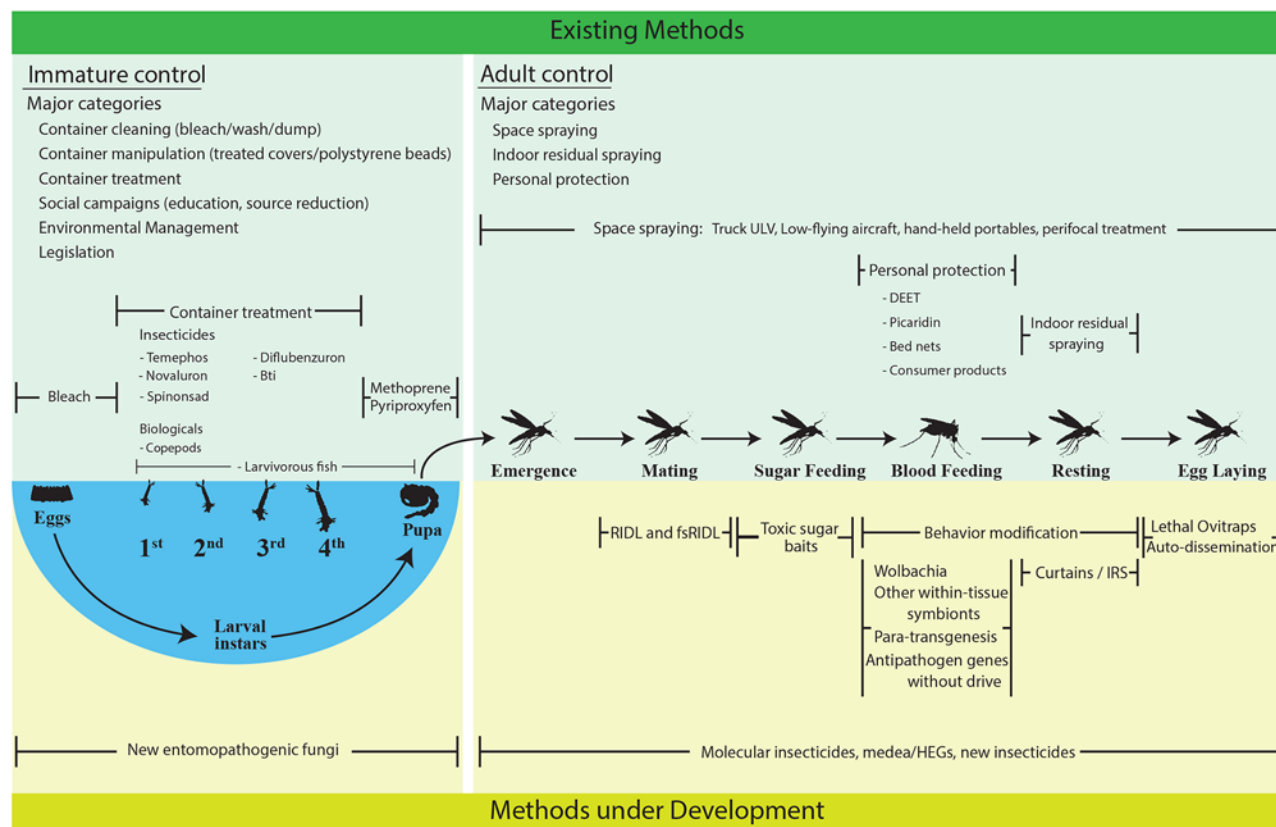 Existing Methods
Immature control
Major categories
Container cleaning (bleach/wash/dump)
Container manipulation (treated covers/polystyrene beads)
Container treatment
Social campaigns (education, source reduction)
Environmental Management
Legislation
Container treatment
Insecticides
- Temephos
- Novaluron
- Spinonsad
- Diflubenzuron
- Bti
Bleach
Methoprene
Pyriproxyfen
Biologicals
- Copepods
- Larvivorous fish
Eggs
1st
2nd
3rd
4th
Pupa
Larval
instars
New entomopathogenic fungi
Adult control
Major categories
Space spraying
Indoor residual spraying
Personal protection
Space spraying: Truck ULV, Low-flying aircraft, hand-held portables, perifocal treatment
Personal protection
- DEET
- Picaridin
- Bed nets
- Consumer products
Indoor residual
spraying
Emergence
Mating
Sugar Feeding
Blood Feeding
Resting
Egg Laying
RIDL and fsRIDL
Toxic sugar
baits
Behavior modification
Lethal Ovitraps
Auto-dissemination
Wolbachia
Other within-tissue
symbionts
Para-transgenesis
Antipathogen genes
without drive
Curtains / IRS
Molecular insecticides, medea/HEGs, new insecticides
Methods under Development